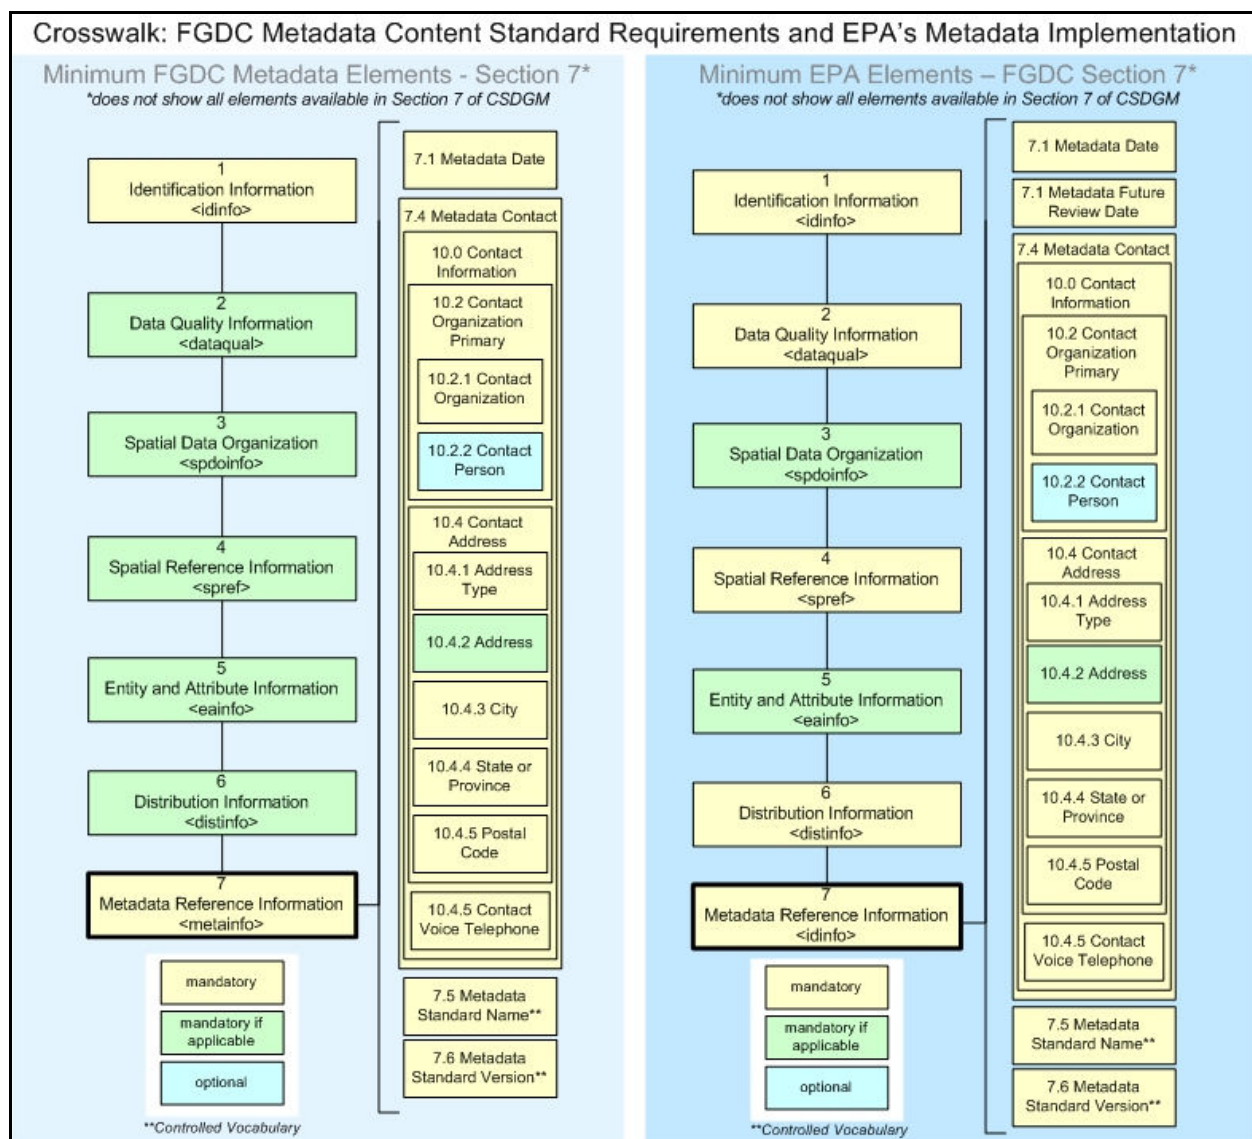 Crosswalk: FGDC Metadata Content Standard Requirements and EPA's Metadata Implementation
Minimum FGDC Metadata Elements - Section 7*
*does not show all elements available in Section 7 of CSDGM
1
Identification Information
<idinfo>
2
Data Quality Information
<dataqual>
3
Spatial Data Organization
<spdoinfo>
4
Spatial Reference Information
<spref>
5
Entity and Attribute Information
<eainfo>
6
Distribution Information
<distinfo>
7
Metadata Reference Information
<metainfo>
mandatory
mandatory if
applicable
optional
**Controlled Vocabulary
7.1 Metadata Date
7.4 Metadata Contact
10.0 Contact
Information
10.2 Contact
Organization
Primary
10.2.1 Contact
Organization
10.2.2 Contact
Person
10.4 Contact
Address
10.4.1 Address
Type
10.4.2 Address
10.4.3 City
10.4.4 State or
Province
10.4.5 Postal
Code
10.4.5 Contact
Voice Telephone
7.5 Metadata
Standard Name**
7.6 Metadata
Standard Version**
Minimum EPA Elements – FGDC Section 7*
*does not show all elements available in Section 7 of CSDGM
1
Identification Information
<idinfo>
2
Data Quality Information
<dataqual>
3
Spatial Data Organization
<spdoinfo>
4
Spatial Reference Information
<spref>
5
Entity and Attribute Information
<eainfo>
6
Distribution Information
<distinfo>
7
Metadata Reference Information
<idinfo>
mandatory
mandatory if
applicable
optional
**Controlled Vocabulary
7.1 Metadata Date
7.1 Metadata Future
Review Date
7.4 Metadata Contact
10.0 Contact
Information
10.2 Contact
Organization
Primary
10.2.1 Contact
Organization
10.2.2 Contact
Person
10.4 Contact
Address
10.4.1 Address
Type
10.4.2 Address
10.4.3 City
10.4.4 State or
Province
10.4.5 Postal
Code
10.4.5 Contact
Voice Telephone
7.5 Metadata
Standard Name**
7.6 Metadata
Standard Version**